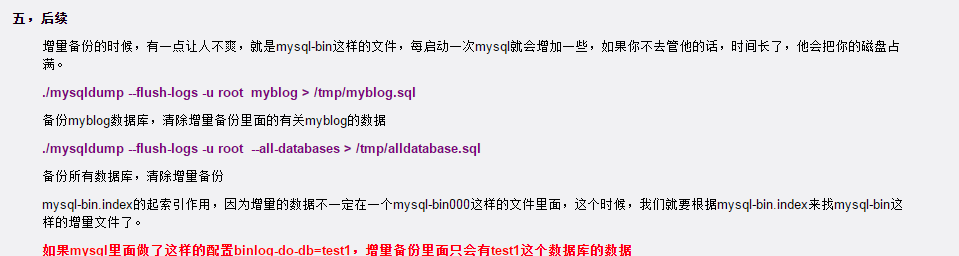 五，后续
增量备份的时候，有一点让人不爽，就是mysql-bin这样的文件，每启动一次mysql就会增加一些，如果你不去管他的话，时间长了，他会把你的磁盘占
满。
./mysqldump --flush-logs -u root  myblog > /tmp/myblog.sql
备份myblog数据库，清除增量备份里面的有关myblog的数据
./mysqldump --flush-logs -u root  --all-databases > /tmp/alldatabase.sql
备份所有数据库，清除增量备份
mysql-bin.index的起索引作用，因为增量的数据不一定在一个mysql-bin000这样的文件里面，这个时候，我们就要根据mysql-bin.index来找mysql-bin这
样的增量文件了。
如果mysql里面做了这样的配置binlog-do-db=test1，增量备份里面只会有test1这个数据库的数据